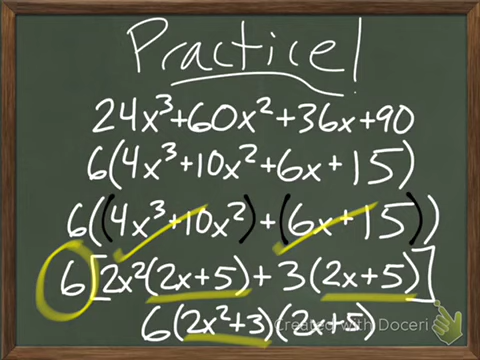 Practice!
24x³+60x²+36x+90
6(4x³+10x²+6x+15)
6((4x³+10x²)+(6x+15))
6[2x²(2x+5)+3(2x+5)]
6(2x²+3)(2x+5)
Created with Doceri